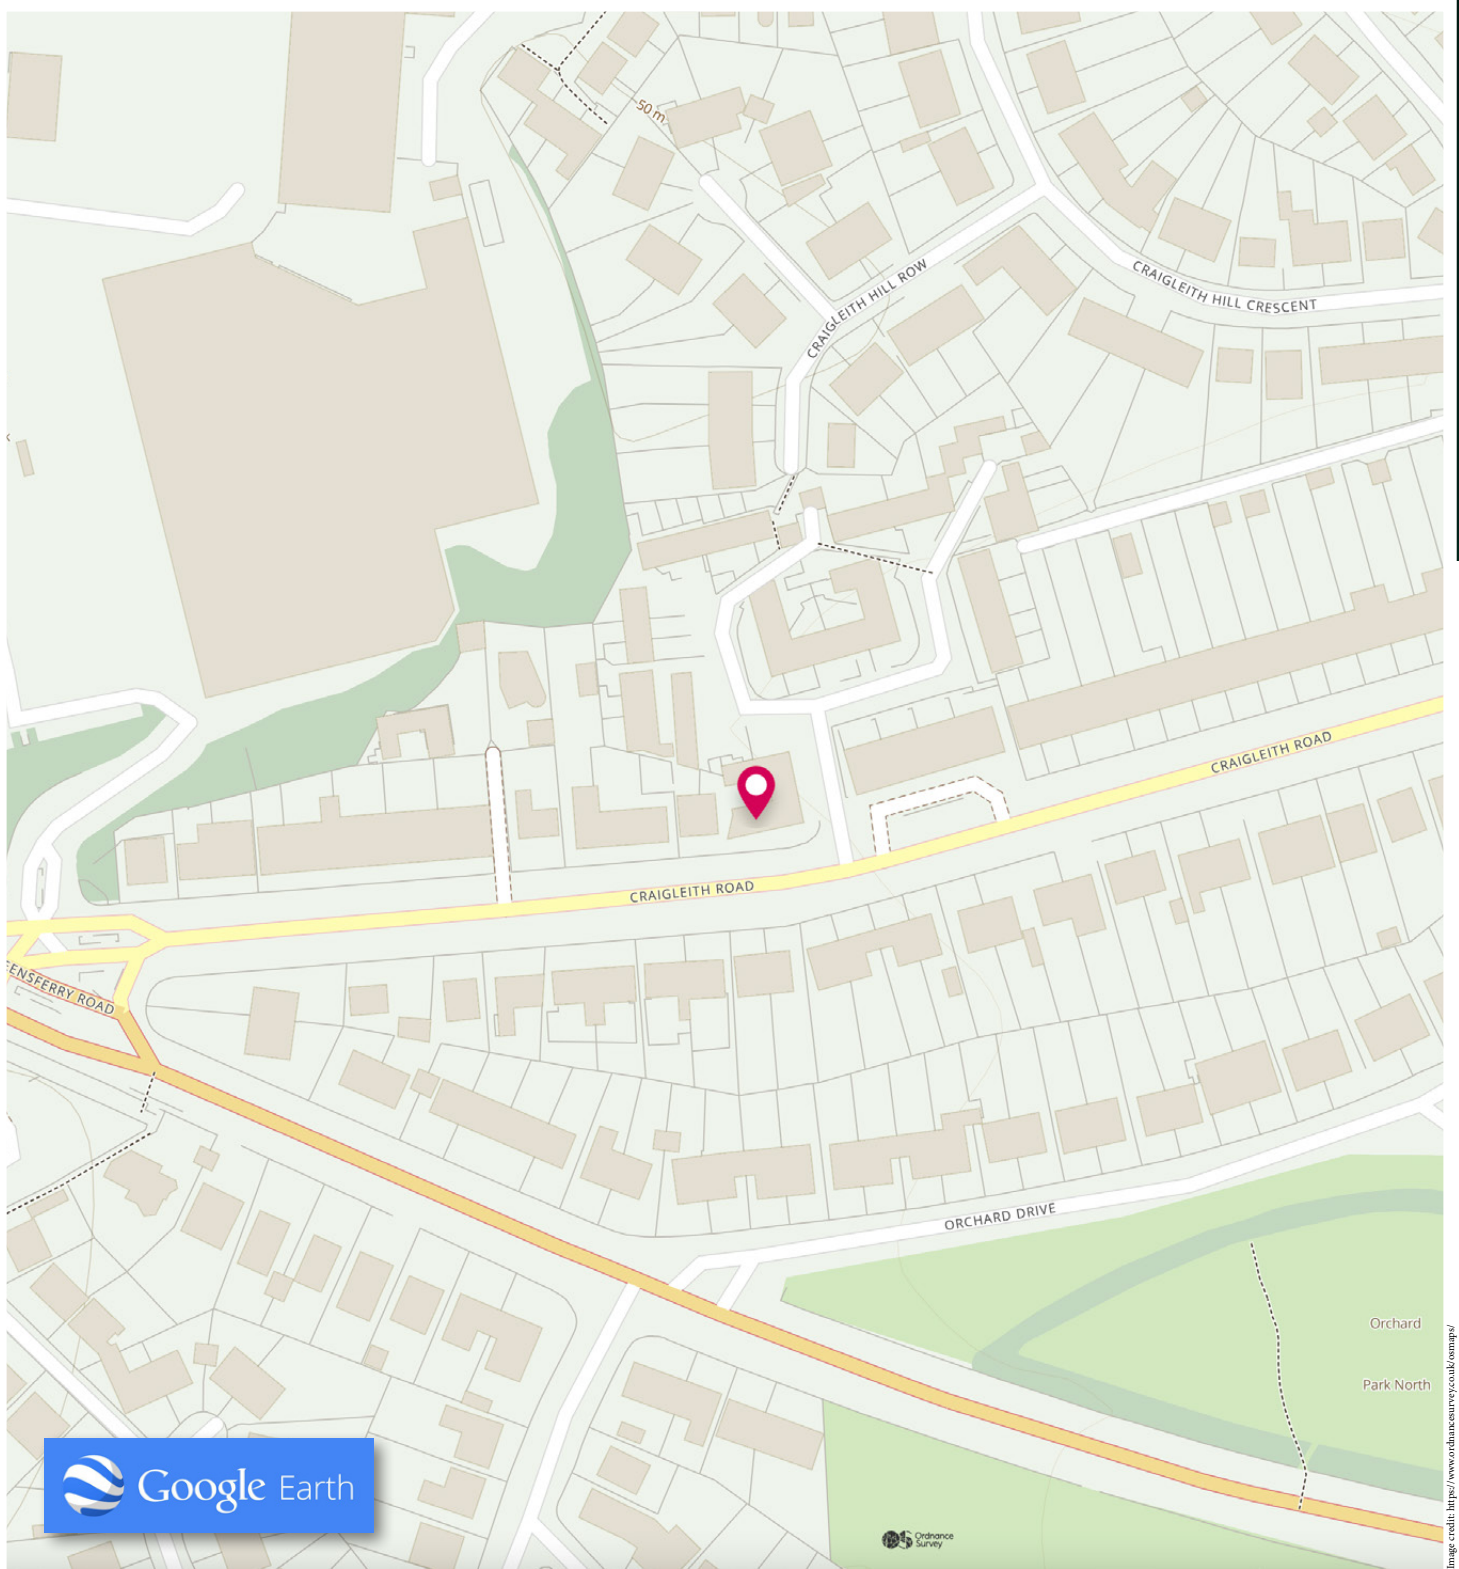 50 m
CRAIGLEITH HILL ROW
CRAIGLEITH HILL CRESCENT
CRAIGLEITH ROAD
CRAIGLEITH ROAD
EENSFERRY ROAD
ORCHARD DRIVE
Orchard
Park North
Google Earth
Ordnance
Survey
Image credit: https://www.ordnancesurvey.co.uk/osmaps/